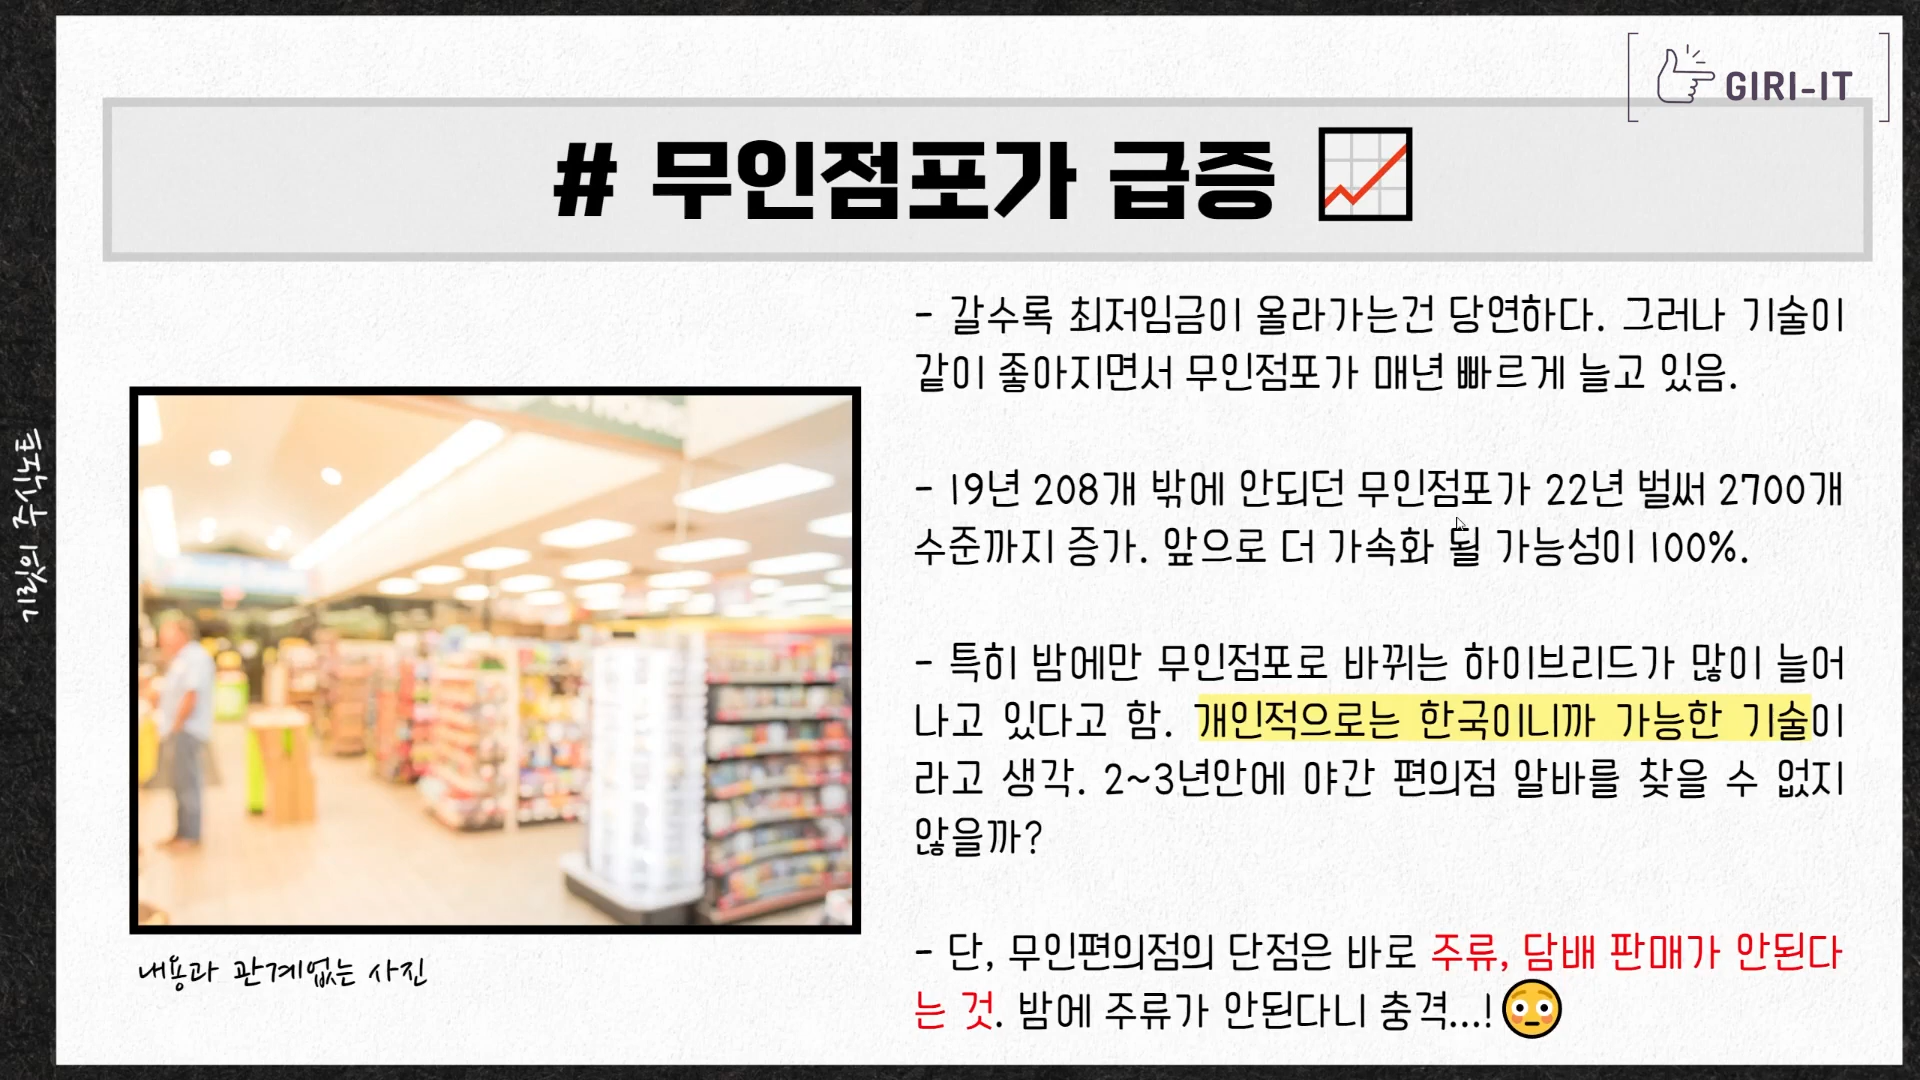 GIRI-IT
# 무인점포가 급증
- 갈수록 최저임금이 올라가는건 당연하다. 그러나 기술이
같이 좋아지면서 무인점포가 매년 빠르게 늘고 있음.
- 19년 208개 밖에 안되던 무인점포가 22년 벌써 2700개
수준까지 증가. 앞으로 더 가속화 될 가능성이 100%.
- 특히 밤에만 무인점포로 바뀌는 하이브리드가 많이 늘어
나고 있다고 함. 개인적으로는 한국이니까 가능한 기술이
라고 생각. 2~3년안에 야간 편의점 알바를 찾을 수 없지
않을까?
- 단, 무인편의점의 단점은 바로 주류, 담배 판매가 안된다
는 것. 밤에 주류가 안된다니 충격...!
내용과 관계없는 사진
기릿의 주식노트